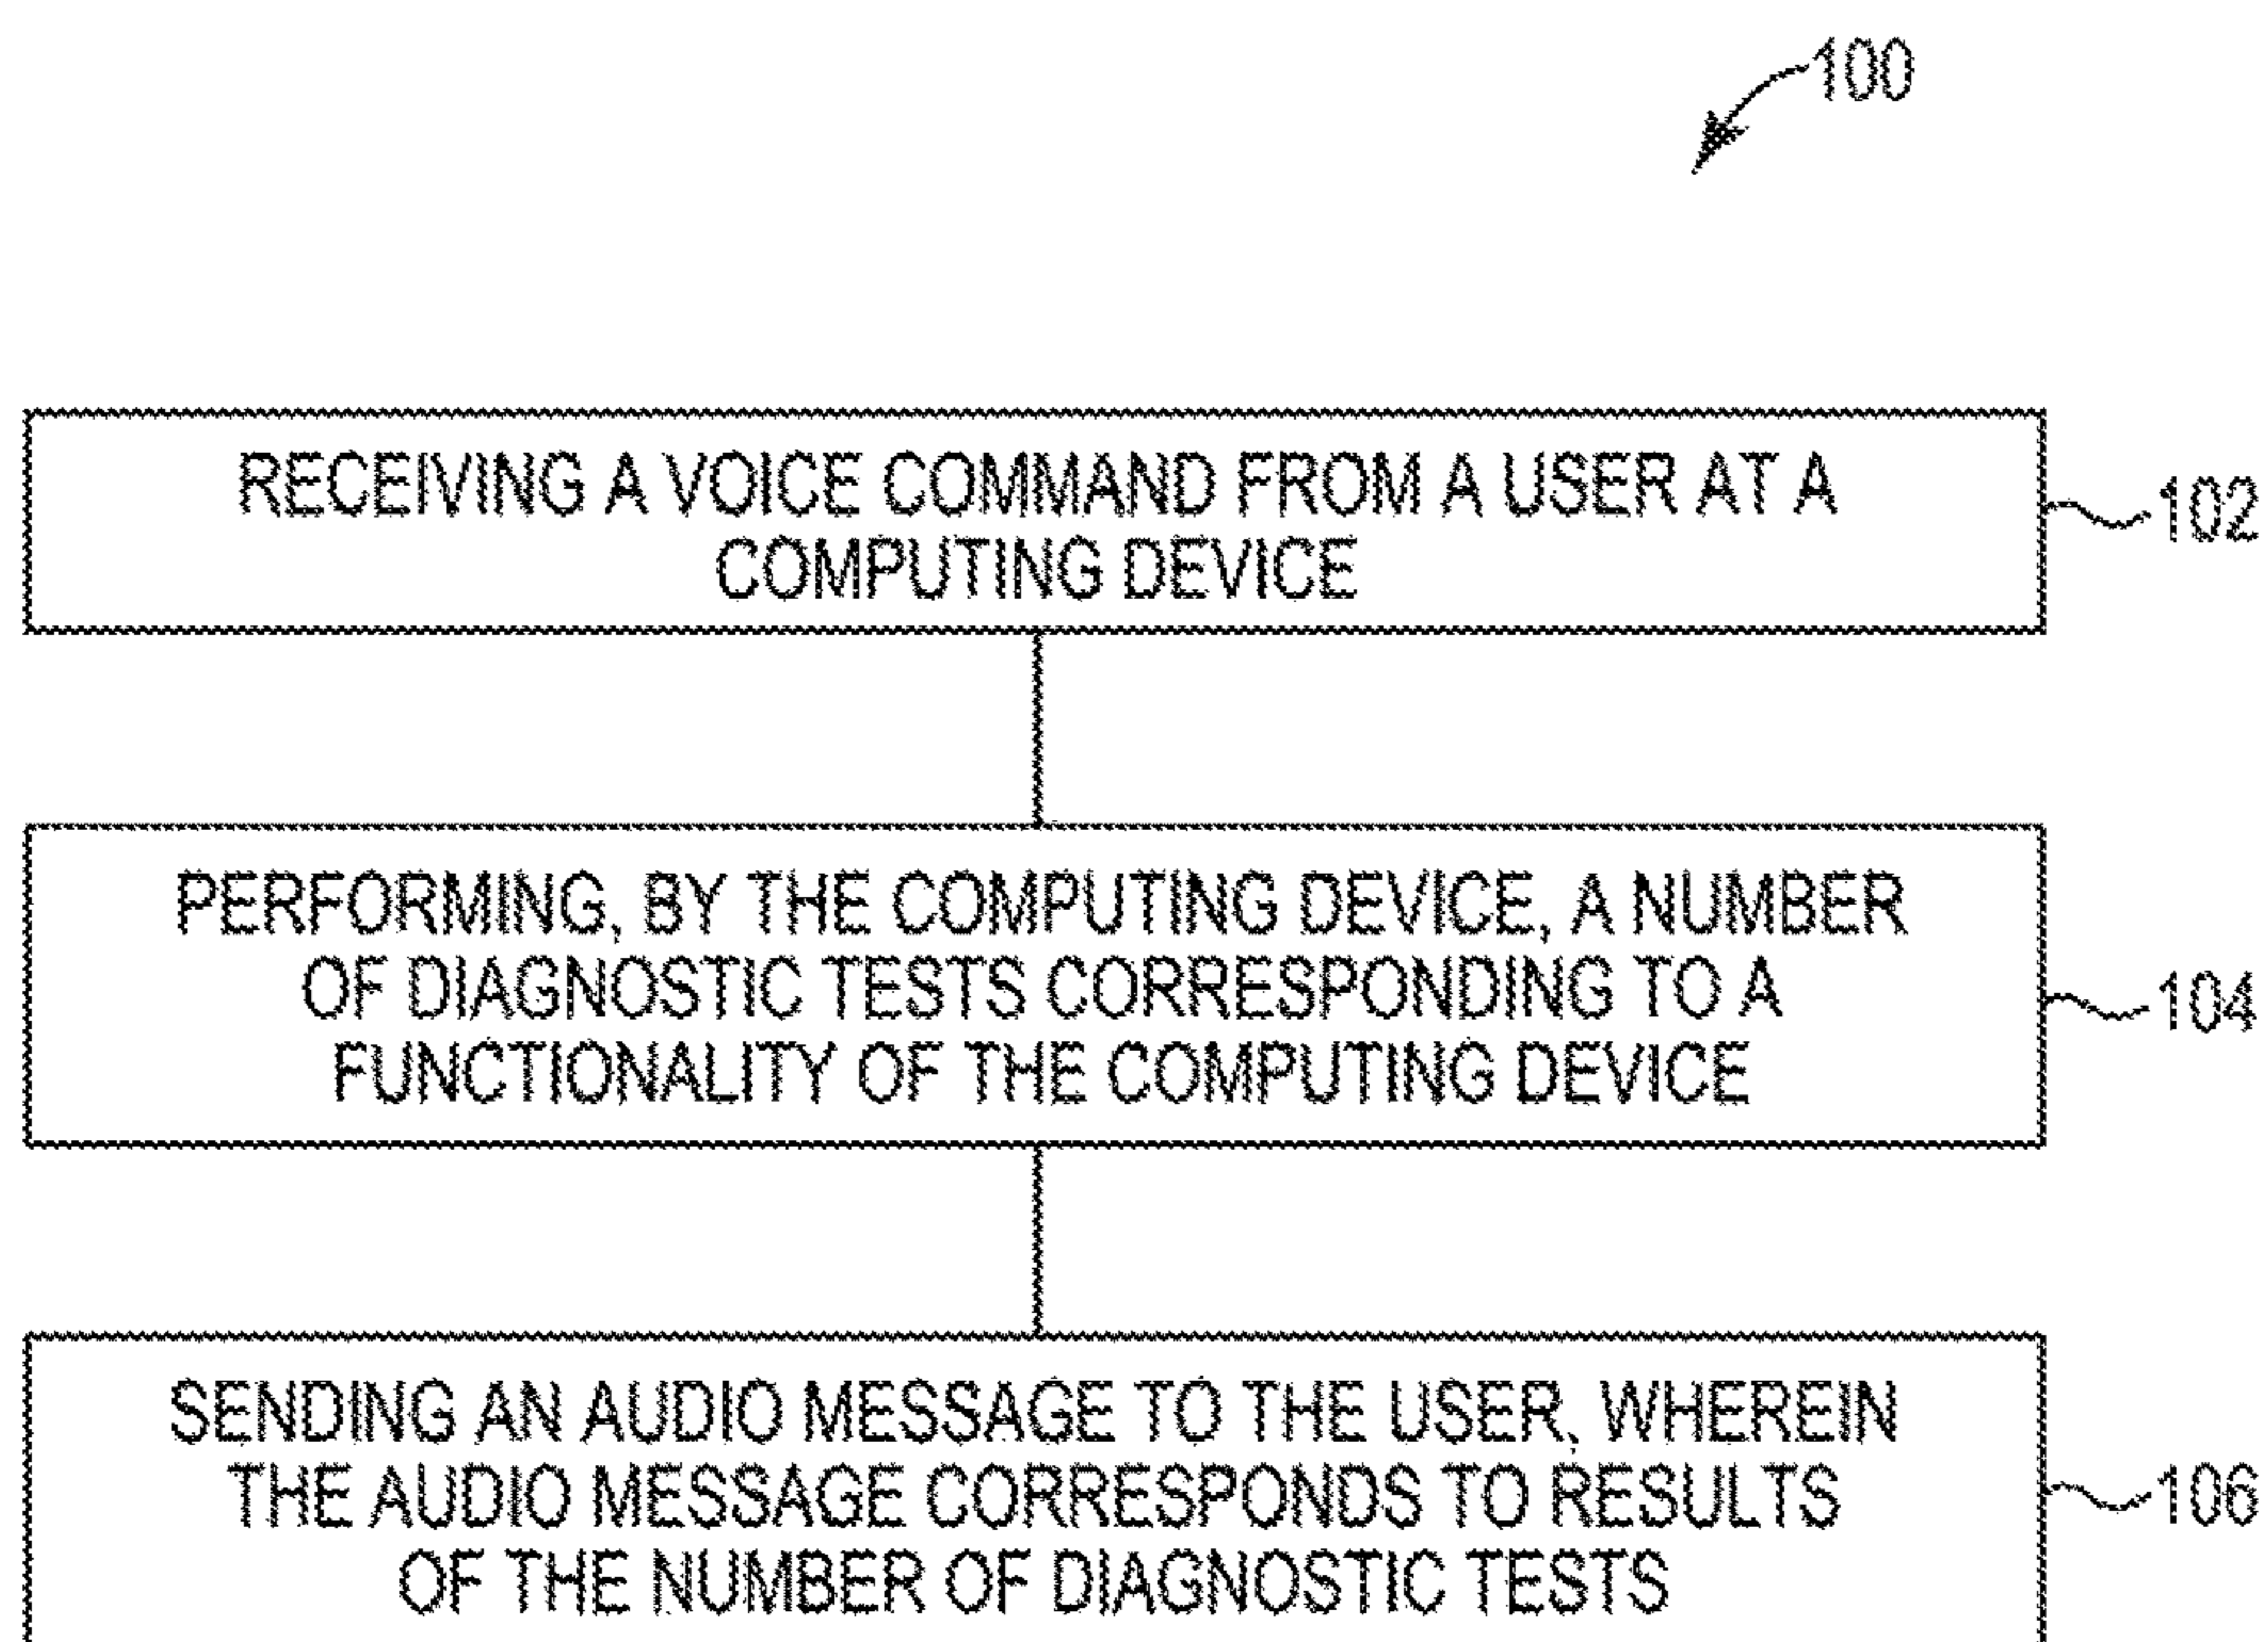 100
RECEIVING A VOICE COMMAND FROM A USER AT A
COMPUTING DEVICE
102
PERFORMING, BY THE COMPUTING DEVICE, A NUMBER
OF DIAGNOSTIC TESTS CORRESPONDING TO A
FUNCTIONALITY OF THE COMPUTING DEVICE
104
SENDING AN AUDIO MESSAGE TO THE USER, WHEREIN
THE AUDIO MESSAGE CORRESPONDS TO RESULTS
OF THE NUMBER OF DIAGNOSTIC TESTS
106